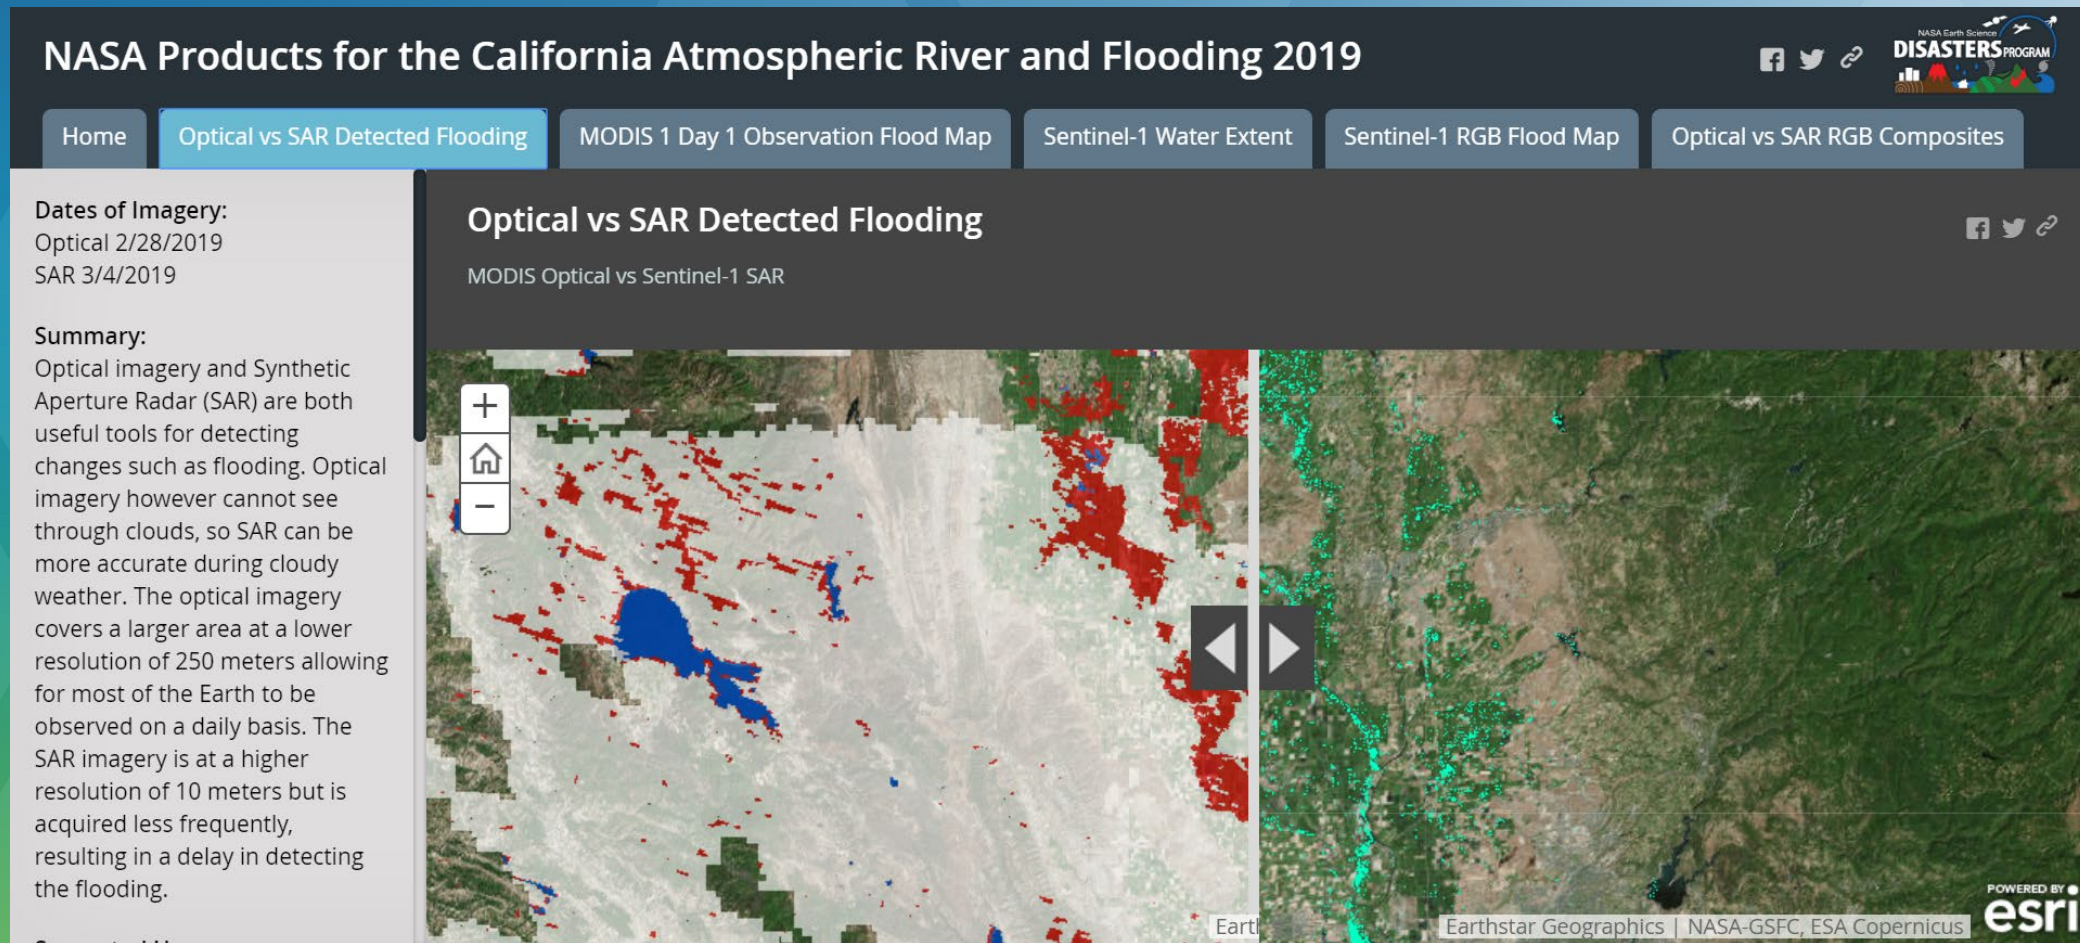 NASA Products for the California Atmospheric River and Flooding 2019
NASA Earth Science
DISASTERS PROGRAM
Home
Optical vs SAR Detected Flooding
MODIS 1 Day 1 Observation Flood Map
Sentinel-1 Water Extent
Sentinel-1 RGB Flood Map
Optical vs SAR RGB Composites
Dates of Imagery:
Optical 2/28/2019
SAR 3/4/2019
Summary:
Optical imagery and Synthetic
Aperture Radar (SAR) are both
useful tools for detecting
changes such as flooding. Optical
imagery however cannot see
through clouds, so SAR can be
more accurate during cloudy
weather. The optical imagery
covers a larger area at a lower
resolution of 250 meters allowing
for most of the Earth to be
observed on a daily basis. The
SAR imagery is at a higher
resolution of 10 meters but is
acquired less frequently,
resulting in a delay in detecting
the flooding.
Optical vs SAR Detected Flooding
MODIS Optical vs Sentinel-1 SAR
+
−
Earth
Earthstar Geographics | NASA-GSFC, ESA Copernicus
POWERED BY
esri